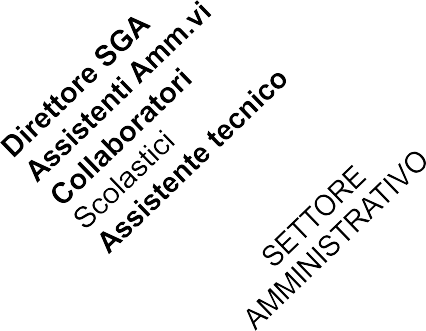 Direttore SGA
Assistenti Amm.vi
Collaboratori
Scolastici
Assistente tecnico
SETTORE
AMMINISTRATIVO